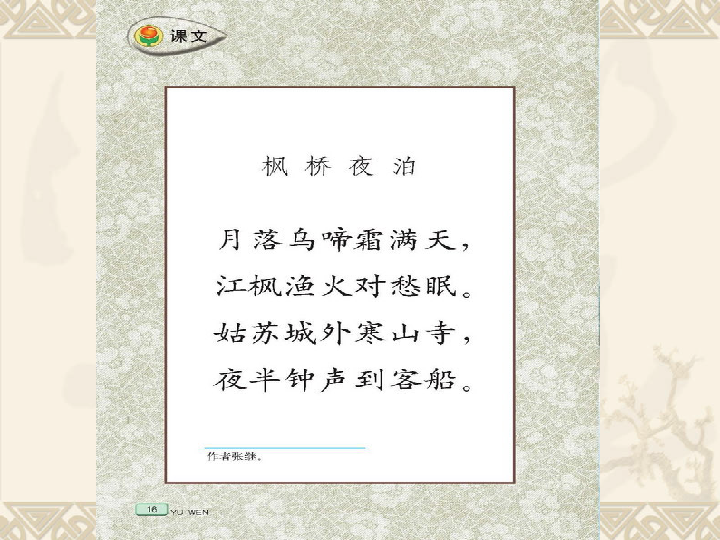 课文
枫桥夜泊
月落乌啼霜满天，
江枫渔火对愁眠。
姑苏城外寒山寺，
夜半钟声到客船。
作者张继。
16 YU WEN